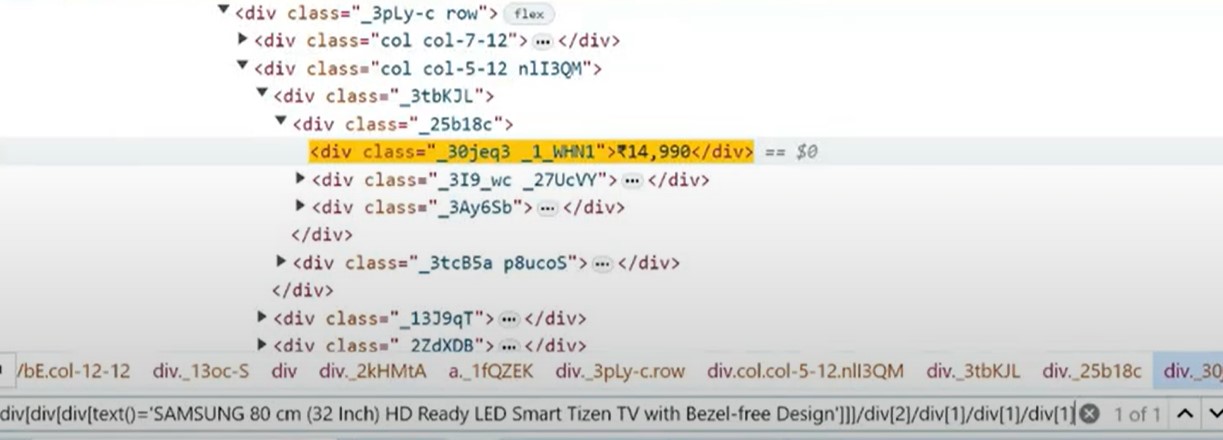 <div class="_3pLy-c row"> flex
<div class="col col-7-12"> … </div>
<div class="col col-5-12 nlI3QM">
<div class="_3tbKJL">
<div class="_25b18c">
<div class="_30jeq3 _1_WHN1">₹14,990</div> == $0
<div class="_3I9_wc _27UcVY"> … </div>
<div class="_3Ay6Sb"> … </div>
</div>
<div class="_3tcB5a p8ucoS"> … </div>
</div>
<div class="_13J9qT"> … </div>
<div class="_2ZdXDB"> … </div>
/bE.col-12-12 div._13oc-S div div._2kHMtA a._1fQZEK div._3pLy-c.row div.col.col-5-12.nlI3QM div._3tbKJL div._25b18c div._30
div[div[div[text()='SAMSUNG 80 cm (32 Inch) HD Ready LED Smart Tizen TV with Bezel-free Design']]]/div[2]/div[1]/div[1]/div[1] 1 of 1